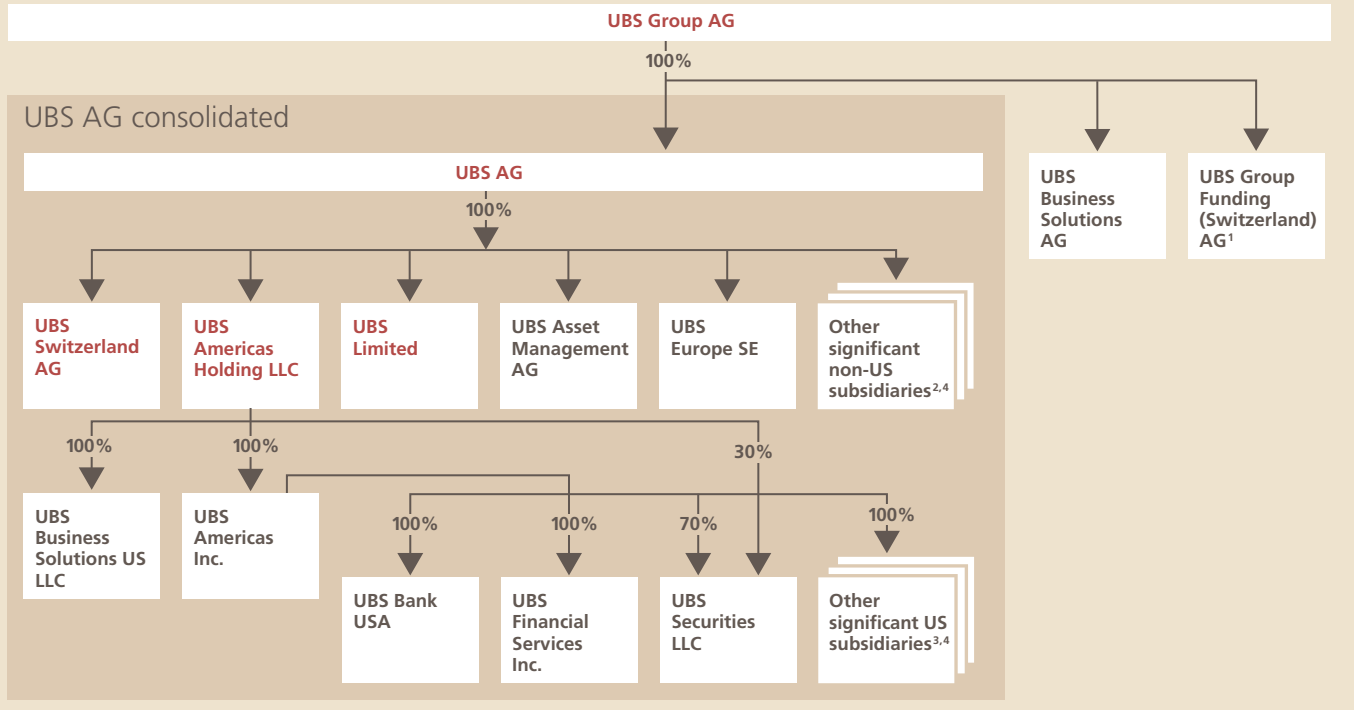 UBS Group AG
100%
UBS AG consolidated
UBS AG
100%
UBS
Business
Solutions
AG
UBS Group
Funding
(Switzerland)
AG¹
UBS
Switzerland
AG
UBS
Americas
Holding LLC
UBS
Limited
UBS Asset
Management
AG
UBS
Europe SE
Other
significant
non-US
subsidiaries²,⁴
100%
100%
30%
UBS
Business
Solutions US
LLC
UBS
Americas
Inc.
100%
100%
70%
100%
UBS Bank
USA
UBS
Financial
Services
Inc.
UBS
Securities
LLC
Other
significant US
subsidiaries³,⁴